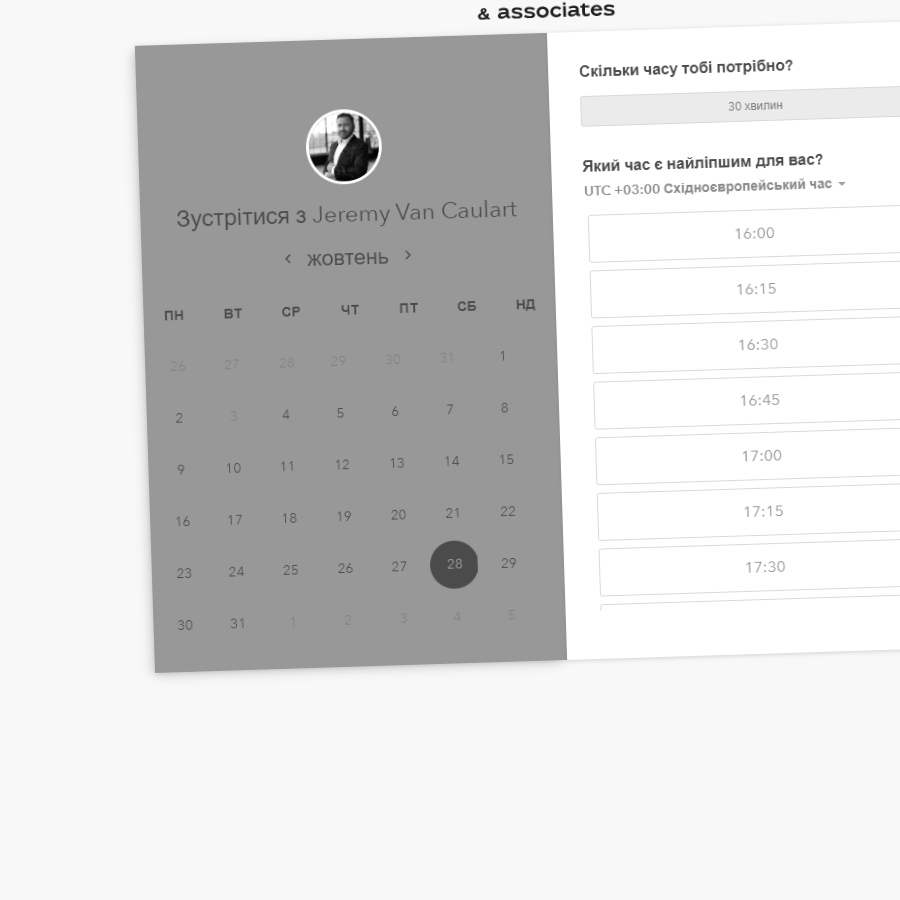 & associates
Зустрітися з Jeremy Van Caulart
жовтень
ПН ВТ СР ЧТ ПТ СБ НД
26 27 28 29 30 31 1
2 3 4 5 6 7 8
9 10 11 12 13 14 15
16 17 18 19 20 21 22
23 24 25 26 27 28 29
30 31 1 2 3 4 5
Скільки часу тобі потрібно?
30 хвилин
Який час є найліпшим для вас?
UTC +03:00 Східноєвропейський час
16:00
16:15
16:30
16:45
17:00
17:15
17:30